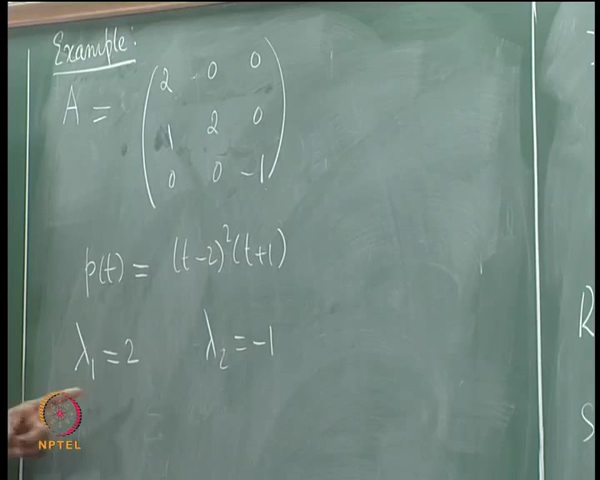 Example:
A = ( 2 0 0
1 2 0
0 0 -1 )
p(t) = (t-2)²(t+1)
λ₁ = 2 λ₂ = -1
R
S
NPTEL